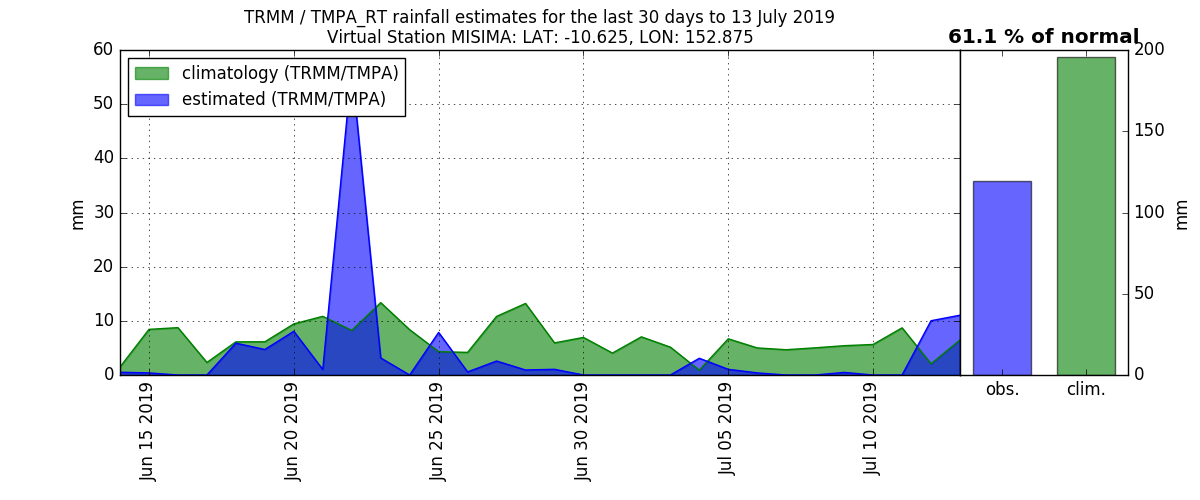 TRMM / TMPA_RT rainfall estimates for the last 30 days to 13 July 2019
Virtual Station MISIMA: LAT: -10.625, LON: 152.875
61.1 % of normal
climatology (TRMM/TMPA)
estimated (TRMM/TMPA)
60
50
40
30
20
10
0
mm
Jun 15 2019
Jun 20 2019
Jun 25 2019
Jun 30 2019
Jul 05 2019
Jul 10 2019
obs.
clim.
200
150
100
50
0
mm